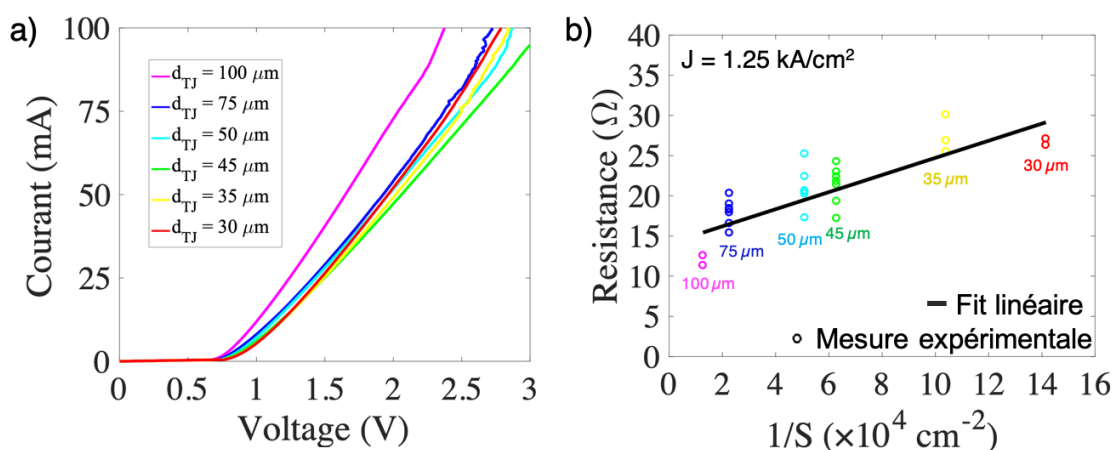 a)
Courant (mA)
100
75
50
25
0
d_TJ = 100 μm
d_TJ = 75 μm
d_TJ = 50 μm
d_TJ = 45 μm
d_TJ = 35 μm
d_TJ = 30 μm
0 0.5 1 1.5 2 2.5 3
Voltage (V)
b)
Resistance (Ω)
40
35
30
25
20
15
10
5
0
J = 1.25 kA/cm²
100 μm
75 μm
50 μm
45 μm
35 μm
30 μm
Fit linéaire
Mesure expérimentale
0 2 4 6 8 10 12 14 16
1/S (×10⁴ cm⁻²)